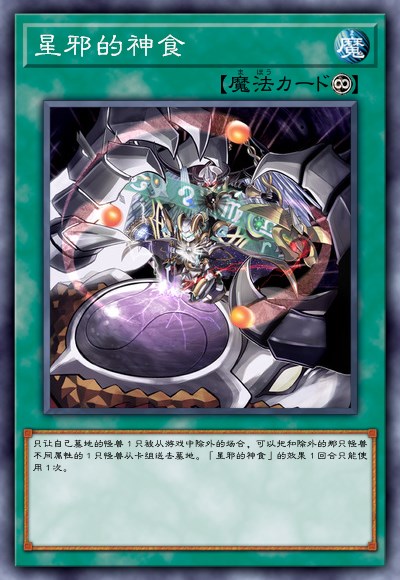 星邪的神食
魔
【魔法カード】
まほう
只让自己墓地的怪兽1只被从游戏中除外的场合，可以把和除外的那只怪兽
不同属性的1只怪兽从卡组送去墓地。「星邪的神食」的效果1回合只能使
用1次。